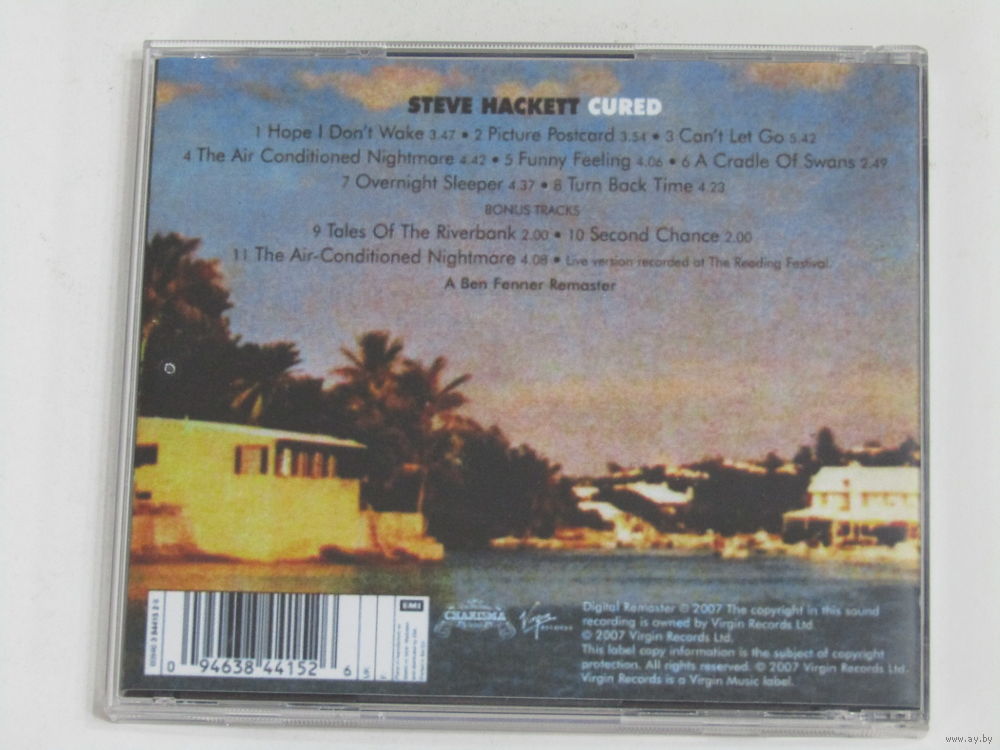 STEVE HACKETT CURED
1 Hope I Don't Wake 3.47 • 2 Picture Postcard 3.54 • 3 Can't Let Go 5.42
4 The Air Conditioned Nightmare 4.42 • 5 Funny Feeling 4.06 • 6 A Cradle Of Swans 2.49
7 Overnight Sleeper 4.37 • 8 Turn Back Time 4.23
BONUS TRACKS
9 Tales Of The Riverbank 2.00 • 10 Second Chance 2.00
11 The Air-Conditioned Nightmare 4.08 • Live version recorded at The Reading Festival.
A Ben Fenner Remaster
EMI
0 94638 44152 6
CHARISMA
Virgin
RECORDS
Digital Remaster ℗ 2007 The copyright in this sound
recording is owned by Virgin Records Ltd
© 2007 Virgin Records Ltd.
This label copy information is the subject of copyright
protection. All rights reserved. © 2007 Virgin Records Ltd.
Virgin Records is a Virgin Music label.
www.ay.by